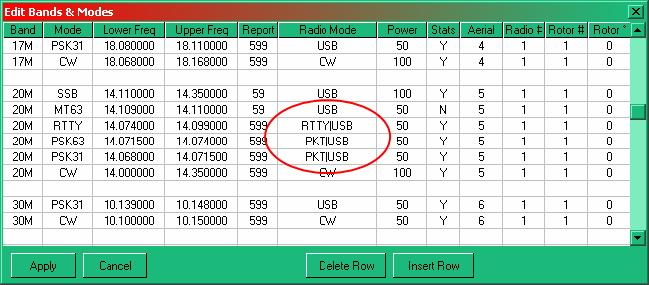 Edit Bands & Modes
Band Mode Lower Freq Upper Freq Report Radio Mode Power Stats Aerial Radio # Rotor # Rotor °
17M PSK31 18.080000 18.110000 599 USB 50 Y 4 1 1 0
17M CW 18.068000 18.168000 599 CW 100 Y 4 1 1 0
20M SSB 14.110000 14.350000 59 USB 100 Y 5 1 1 0
20M MT63 14.109000 14.110000 59 USB 50 N 5 1 1 0
20M RTTY 14.074000 14.099000 599 RTTY|USB 50 Y 5 1 1 0
20M PSK63 14.071500 14.074000 599 PKT|USB 50 Y 5 1 1 0
20M PSK31 14.068000 14.071500 599 PKT|USB 50 Y 5 1 1 0
20M CW 14.000000 14.350000 599 CW 100 Y 5 1 1 0
30M PSK31 10.139000 10.148000 599 USB 50 Y 6 1 1 0
30M CW 10.100000 10.150000 599 CW 50 Y 6 1 1 0
Apply Cancel Delete Row Insert Row